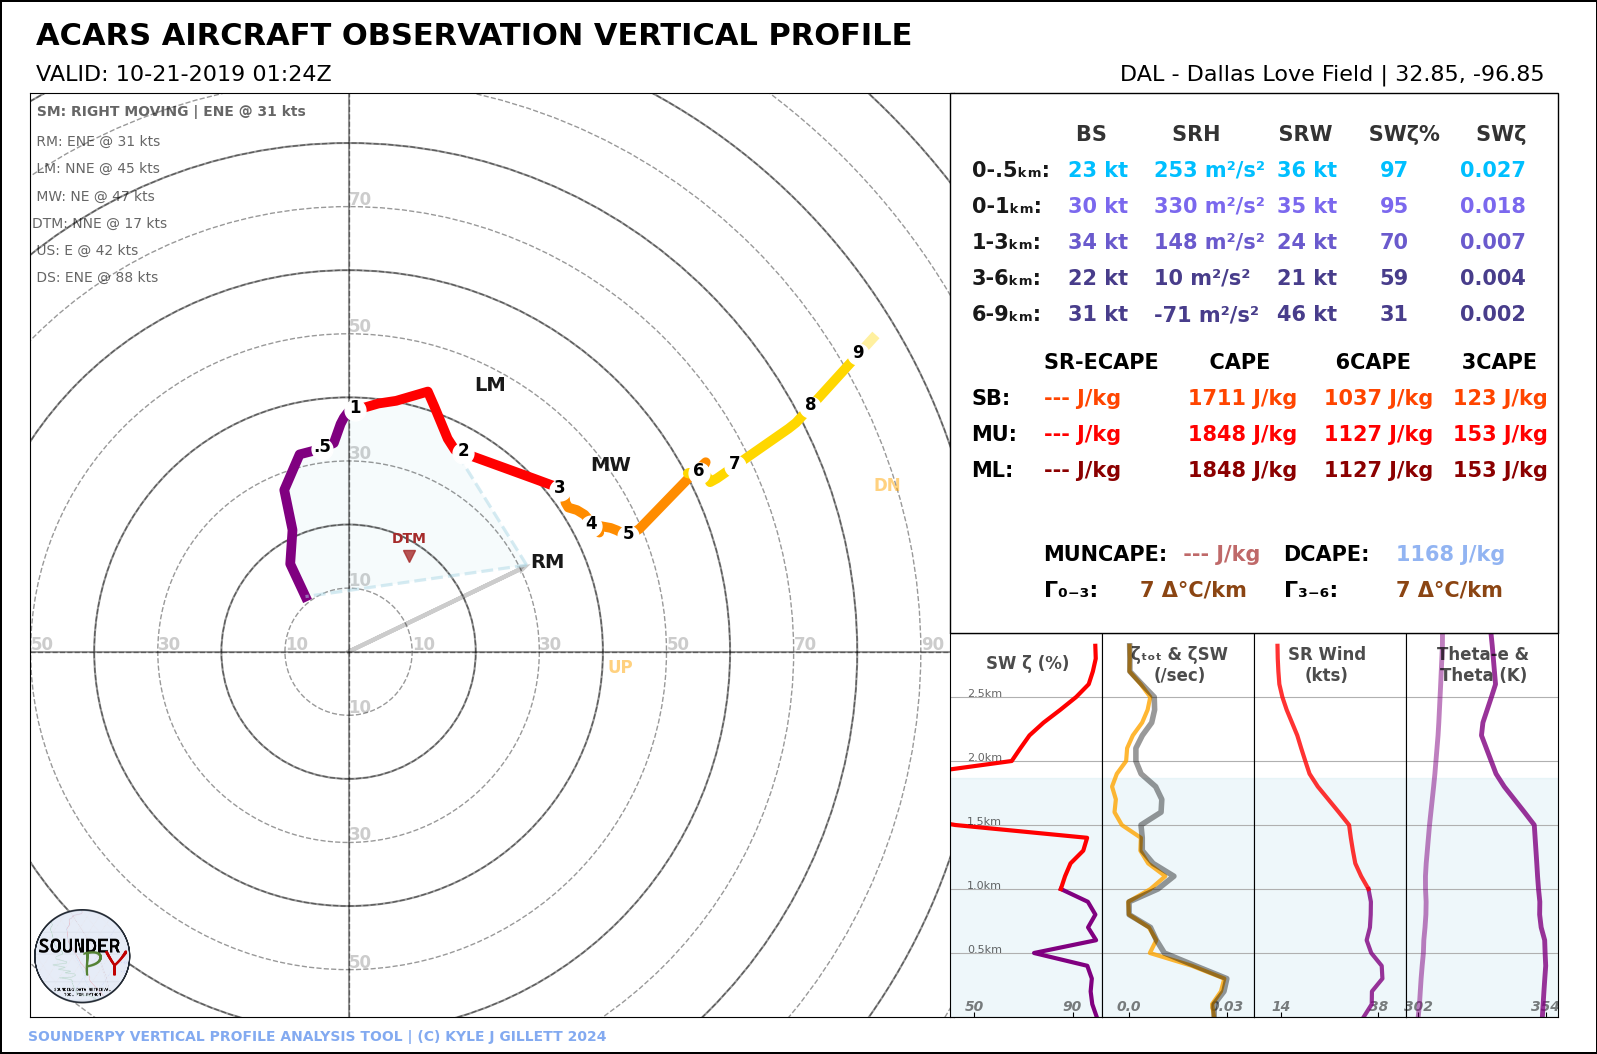 ACARS AIRCRAFT OBSERVATION VERTICAL PROFILE
VALID: 10-21-2019 01:24Z
DAL - Dallas Love Field | 32.85, -96.85
SM: RIGHT MOVING | ENE @ 31 kts
RM: ENE @ 31 kts
LM: NNE @ 45 kts
MW: NE @ 47 kts
DTM: NNE @ 17 kts
US: E @ 42 kts
DS: ENE @ 88 kts
70
50
30
10
50 30 10 10 30 50 70 90
10
30
50
.5 1 2 3 4 5 6 7 8 9
LM
MW
RM
DTM
UP
DN
BS SRH SRW SWζ% SWζ
0-.5ₖₘ: 23 kt 253 m²/s² 36 kt 97 0.027
0-1ₖₘ: 30 kt 330 m²/s² 35 kt 95 0.018
1-3ₖₘ: 34 kt 148 m²/s² 24 kt 70 0.007
3-6ₖₘ: 22 kt 10 m²/s² 21 kt 59 0.004
6-9ₖₘ: 31 kt -71 m²/s² 46 kt 31 0.002
SR-ECAPE CAPE 6CAPE 3CAPE
SB: --- J/kg 1711 J/kg 1037 J/kg 123 J/kg
MU: --- J/kg 1848 J/kg 1127 J/kg 153 J/kg
ML: --- J/kg 1848 J/kg 1127 J/kg 153 J/kg
MUNCAPE: --- J/kg DCAPE: 1168 J/kg
Γ₀₋₃: 7 Δ°C/km Γ₃₋₆: 7 Δ°C/km
SW ζ (%)
ζₜₒₜ & ζSW
(/sec)
SR Wind
(kts)
Theta-e &
Theta (K)
2.5km
2.0km
1.5km
1.0km
0.5km
50 90 0.0 0.03 14 38 302 354
SOUNDER
PY
SOUNDING DATA RETRIEVAL
TOOL FOR PYTHON
SOUNDERPY VERTICAL PROFILE ANALYSIS TOOL | (C) KYLE J GILLETT 2024